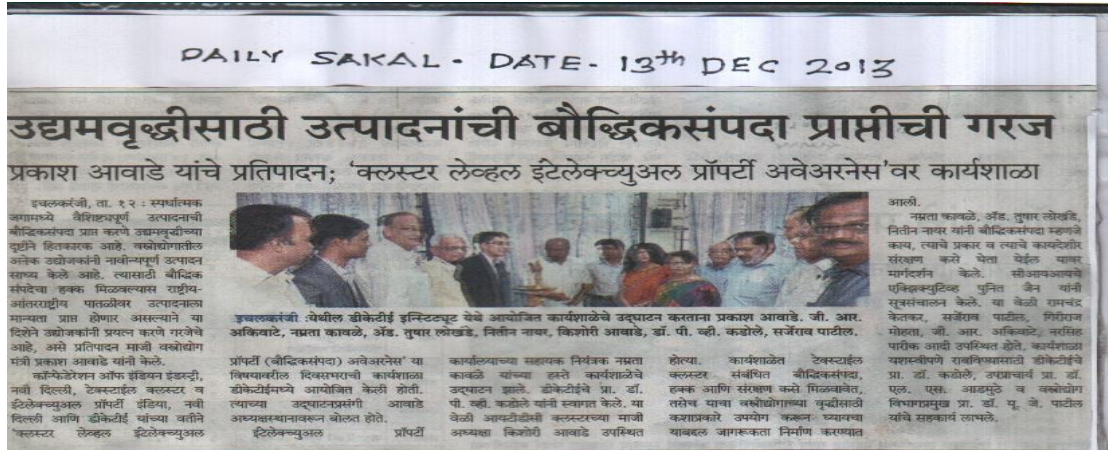 DAILY SAKAL. DATE- 13th DEC 2013
उद्यमवृद्धीसाठी उत्पादनांची बौद्धिकसंपदा प्राप्तीची गरज
प्रकाश आवाडे यांचे प्रतिपादन; 'क्लस्टर लेव्हल इंटेलेक्च्युअल प्रॉपर्टी अवेअरनेस'वर कार्यशाळा
इचलकरंजी, ता. १२ : स्पर्धात्मक
जगामध्ये वैशिष्ट्यपूर्ण उत्पादनाची
बौद्धिकसंपदा प्राप्त करणे उद्यमवृद्धीच्या
दृष्टीने हितकारक आहे. वस्त्रोद्योगातील
अनेक उद्योजकांनी नावीन्यपूर्ण उत्पादन
साध्य केले आहे. त्यासाठी बौद्धिक
संपदेचा हक्क मिळवल्यास राष्ट्रीय-
आंतरराष्ट्रीय पातळीवर उत्पादनाला
मान्यता प्राप्त होणार असल्याने या
दिशेने उद्योजकांनी प्रयत्न करणे गरजेचे
आहे, असे प्रतिपादन माजी वस्त्रोद्योग
मंत्री प्रकाश आवाडे यांनी केले.
कॉन्फेडरेशन ऑफ इंडियन इंडस्ट्री,
नवी दिल्ली, टेक्स्टाईल क्लस्टर व
इंटेलेक्च्युअल प्रॉपर्टी इंडिया, नवी
दिल्ली आणि डीकेटीई यांच्या वतीने
'क्लस्टर लेव्हल इंटेलेक्च्युअल
इचलकरंजी : येथील डीकेटीई इन्स्टिट्यूट येथे आयोजित कार्यशाळेचे उद्घाटन करताना प्रकाश आवाडे. जी. आर.
अकिवाटे, नम्रता कावळे, अॅड. तुषार लोखंडे, नितीन नायर, किशोरी आवाडे, डॉ. पी. व्ही. कडोले, सर्जेराव पाटील.
प्रॉपर्टी (बौद्धिकसंपदा) अवेअरनेस' या
विषयावरील दिवसभराची कार्यशाळा
डीकेटीईमध्ये आयोजित केली होती.
त्याच्या उद्घाटनप्रसंगी आवाडे
अध्यक्षस्थानावरून बोलत होते.
इंटेलेक्च्युअल प्रॉपर्टी
कार्यालयाच्या सहायक नियंत्रक नम्रता
कावळे यांच्या हस्ते कार्यशाळेचे
उद्घाटन झाले. डीकेटीईचे प्रा. डॉ.
पी. व्ही. कडोले यांनी स्वागत केले. या
वेळी आयटीडीसी क्लस्टरच्या माजी
अध्यक्षा किशोरी आवाडे उपस्थित
होत्या. कार्यशाळेत टेक्स्टाईल
क्लस्टर संबंधित बौद्धिकसंपदा,
हक्क आणि संरक्षण कसे मिळवावेत,
तसेच याचा वस्त्रोद्योगाच्या वृद्धीसाठी
कशाप्रकारे उपयोग करून घ्यायचा
याबद्दल जागरूकता निर्माण करण्यात
आली.
नम्रता कावळे, अॅड. तुषार लोखंडे,
नितीन नायर यांनी बौद्धिकसंपदा म्हणजे
काय, त्याचे प्रकार व त्याचे कायदेशीर
संरक्षण कसे घेता येईल यावर
मार्गदर्शन केले. सीआयआयचे
एक्झिक्युटिव्ह पुनित जैन यांनी
सूत्रसंचालन केले. या वेळी रामचंद्र
केतकर, सर्जेराव पाटील, गिरीराज
मोहता, जी. आर. अकिवाटे, नरसिंह
पारीक आदी उपस्थित होते. कार्यशाळा
यशस्वीपणे राबविण्यासाठी डीकेटीईचे
प्रा. डॉ. कडोले, उपप्राचार्य प्रा. डॉ.
एल. एस. आडमुठे व वस्त्रोद्योग
विभागप्रमुख प्रा. डॉ. यू. जे. पाटील
यांचे सहकार्य लाभले.